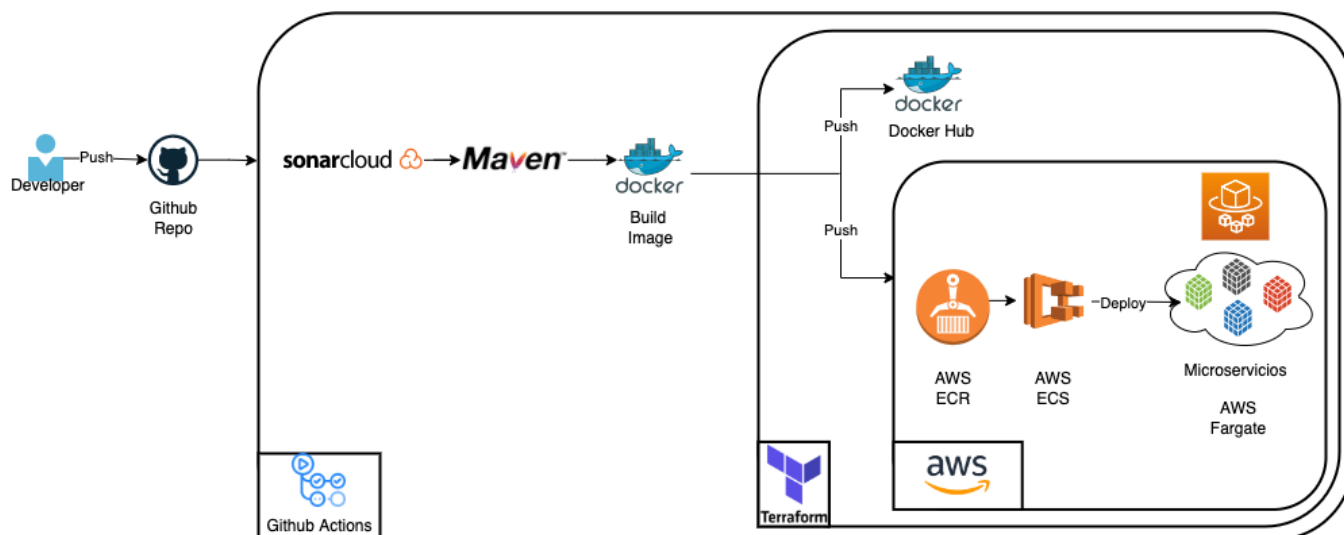 Developer
Push
Github
Repo
sonarcloud
Maven™
docker
Build
Image
Push
docker
Docker Hub
Push
AWS
ECR
AWS
ECS
Deploy
Microservicios
AWS
Fargate
Github Actions
Terraform
aws